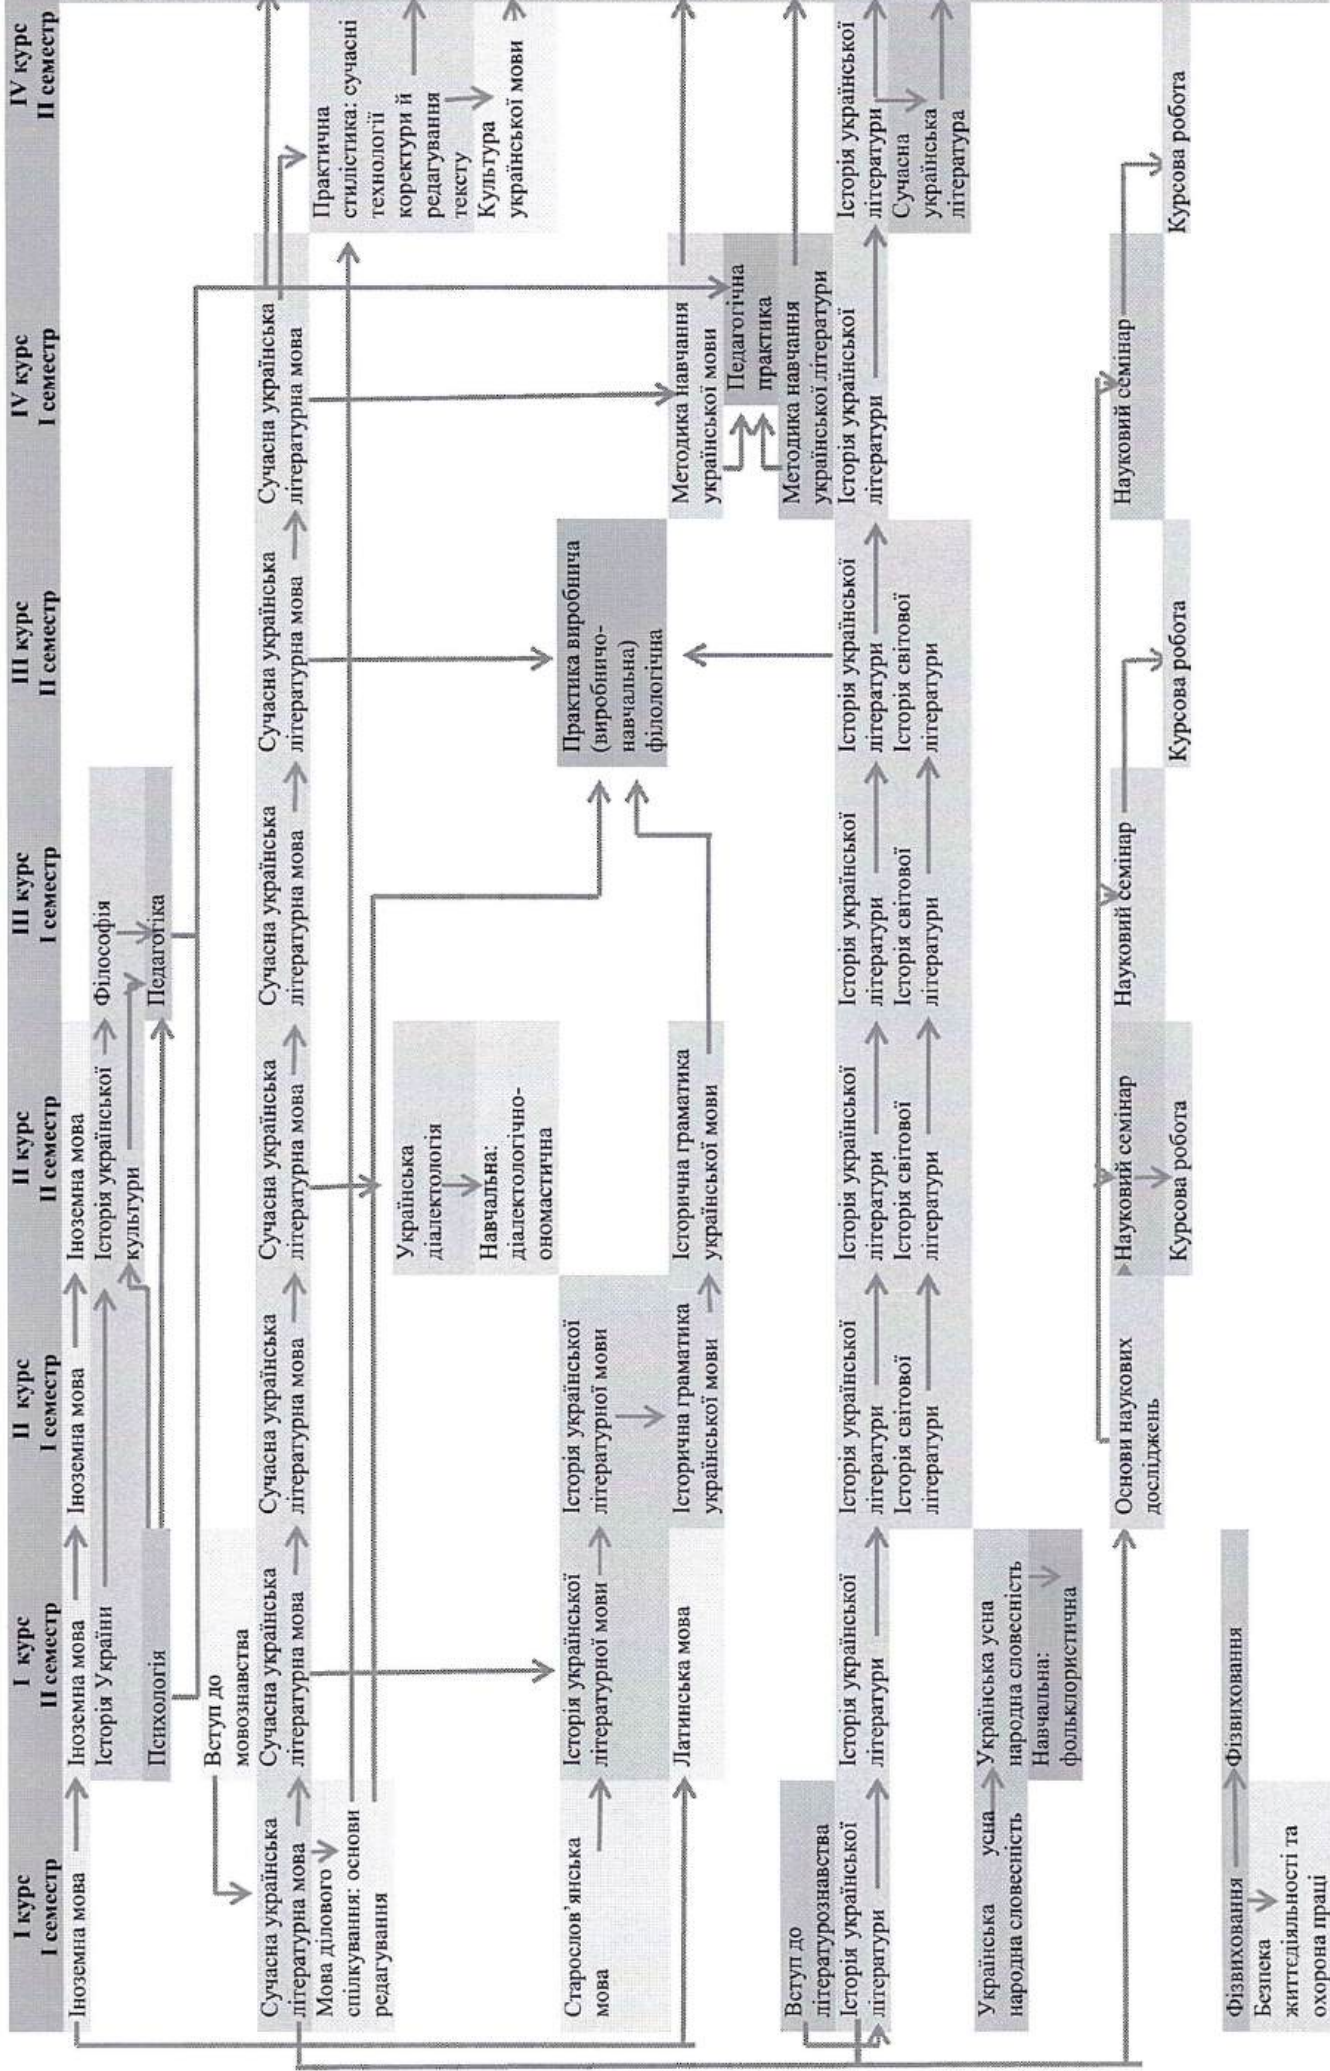 I курс
I семестр
I курс
II семестр
II курс
I семестр
II курс
II семестр
III курс
I семестр
III курс
II семестр
IV курс
I семестр
IV курс
II семестр
Іноземна мова
Іноземна мова
Іноземна мова
Іноземна мова
Історія України
Історія української
культури
Філософія
Психологія
Педагогіка
Вступ до
мовознавства
Сучасна українська
літературна мова
Сучасна українська
літературна мова
Сучасна українська
літературна мова
Сучасна українська
літературна мова
Сучасна українська
літературна мова
Сучасна українська
літературна мова
Сучасна українська
літературна мова
Мова ділового
спілкування: основи
редагування
Практична
стилістика: сучасні
технології
коректури й
редагування
тексту
Культура
української мови
Українська
діалектологія
Навчальна:
діалектологічно-
ономастична
Старослов’янська
мова
Історія української
літературної мови
Історія української
літературної мови
Практика виробнича
(виробничо-
навчальна)
філологічна
Латинська мова
Історична граматика
української мови
Історична граматика
української мови
Методика навчання
української мови
Педагогічна
практика
Методика навчання
української літератури
Вступ до
літературознавства
Історія української
літератури
Історія української
літератури
Історія української
літератури
Історія української
літератури
Історія української
літератури
Історія української
літератури
Історія української
літератури
Історія української
літератури
Історія світової
літератури
Історія світової
літератури
Історія світової
літератури
Історія світової
літератури
Сучасна
українська
література
Українська усна
народна словесність
Українська усна
народна словесність
Навчальна:
фольклористична
Основи наукових
досліджень
Науковий семінар
Науковий семінар
Науковий семінар
Курсова робота
Курсова робота
Курсова робота
Фізвиховання
Фізвиховання
Безпека
життєдіяльності та
охорона праці